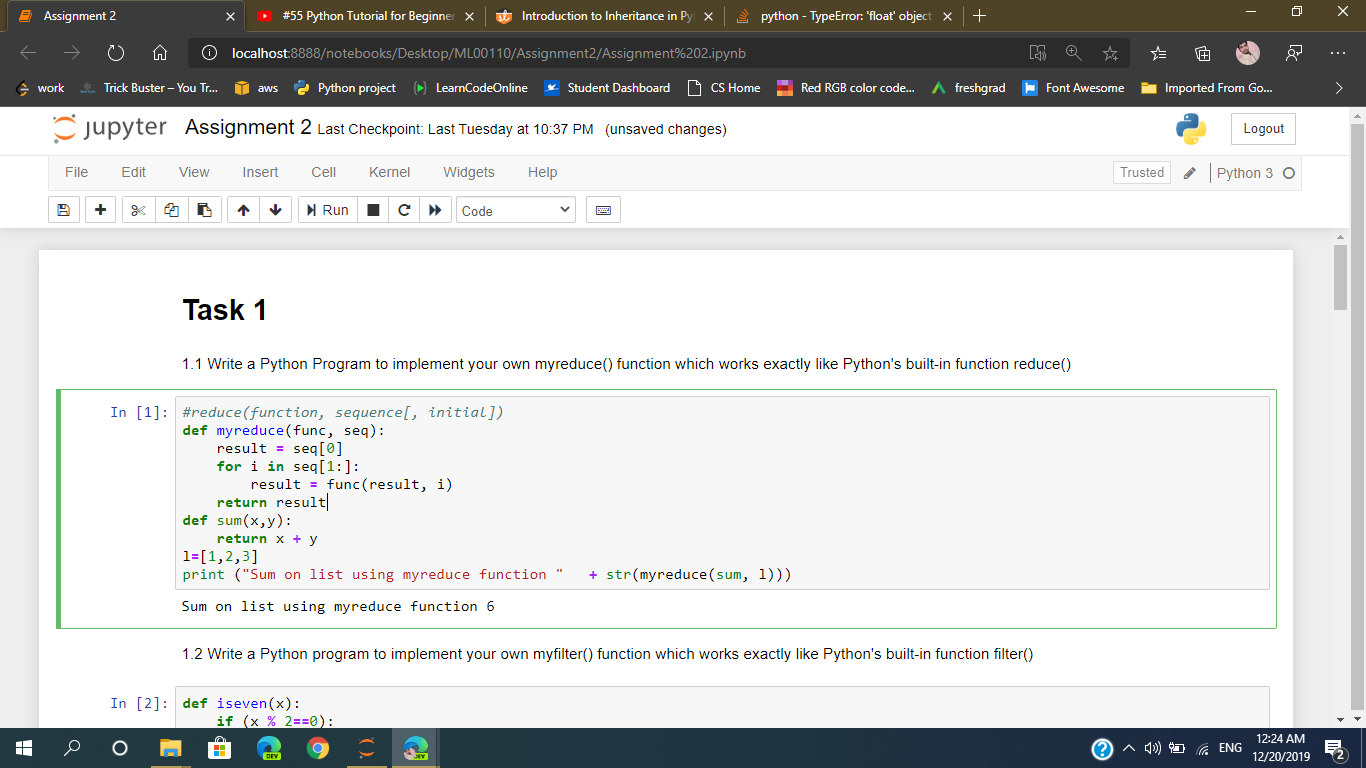 Assignment 2
#55 Python Tutorial for Beginner
Introduction to Inheritance in Py
python - TypeError: 'float' object
localhost:8888/notebooks/Desktop/ML00110/Assignment2/Assignment%202.ipynb
work
Trick Buster – You Tr...
aws
Python project
LearnCodeOnline
Student Dashboard
CS Home
Red RGB color code...
freshgrad
Font Awesome
Imported From Go...
jupyter Assignment 2 Last Checkpoint: Last Tuesday at 10:37 PM (unsaved changes)
Logout
File Edit View Insert Cell Kernel Widgets Help
Trusted
Python 3
Run
Code
Task 1
1.1 Write a Python Program to implement your own myreduce() function which works exactly like Python's built-in function reduce()
In [1]:
#reduce(function, sequence[, initial])
def myreduce(func, seq):
    result = seq[0]
    for i in seq[1:]:
        result = func(result, i)
    return result
def sum(x,y):
    return x + y
l=[1,2,3]
print ("Sum on list using myreduce function "   + str(myreduce(sum, l)))
Sum on list using myreduce function 6
1.2 Write a Python program to implement your own myfilter() function which works exactly like Python's built-in function filter()
In [2]:
def iseven(x):
    if (x % 2==0):
DEV
ENG
12:24 AM
12/20/2019
2